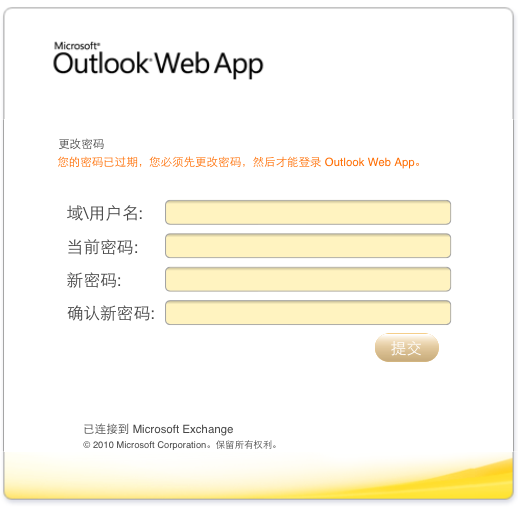 Microsoft®
Outlook® Web App
更改密码
您的密码已过期，您必须先更改密码，然后才能登录 Outlook Web App。
域\用户名:
当前密码:
新密码:
确认新密码:
提交
已连接到 Microsoft Exchange
© 2010 Microsoft Corporation。保留所有权利。